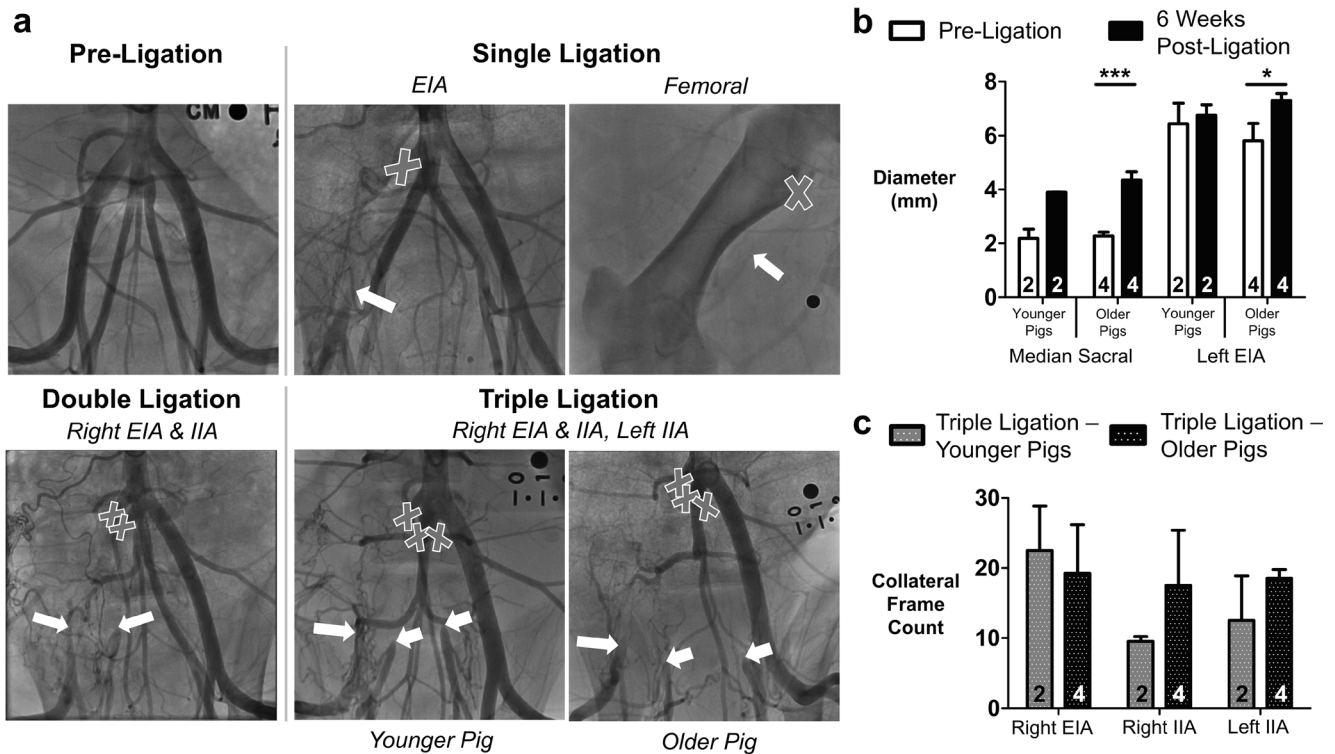 a
Pre-Ligation
Single Ligation
EIA
Femoral
CM
Double Ligation
Right EIA & IIA
Triple Ligation
Right EIA & IIA, Left IIA
Younger Pig
Older Pig
b
Pre-Ligation
6 Weeks
Post-Ligation
Diameter
(mm)
8
6
4
2
0
***
*
2
2
4
4
2
2
4
4
Younger
Pigs
Older
Pigs
Younger
Pigs
Older
Pigs
Median Sacral
Left EIA
c
Triple Ligation –
Younger Pigs
Triple Ligation –
Older Pigs
Collateral
Frame
Count
30
20
10
0
2
4
2
4
2
4
Right EIA
Right IIA
Left IIA